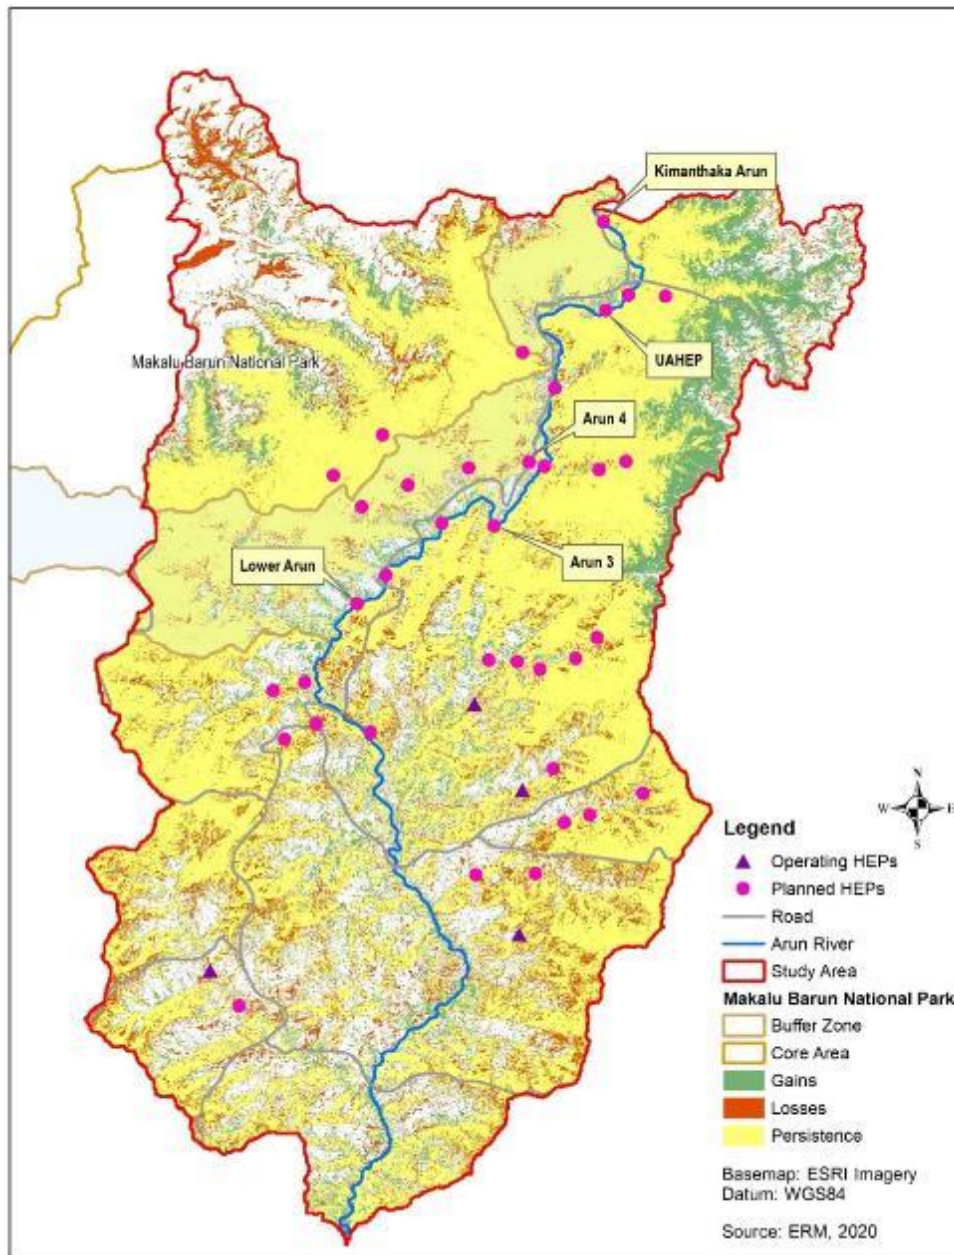 Kimanthaka Arun
Makalu Barun National Park
UAHEP
Arun 4
Lower Arun
Arun 3
N
W E
S
Legend
Operating HEPs
Planned HEPs
Road
Arun River
Study Area
Makalu Barun National Park
Buffer Zone
Core Area
Gains
Losses
Persistence
Basemap: ESRI Imagery
Datum: WGS84
Source: ERM, 2020